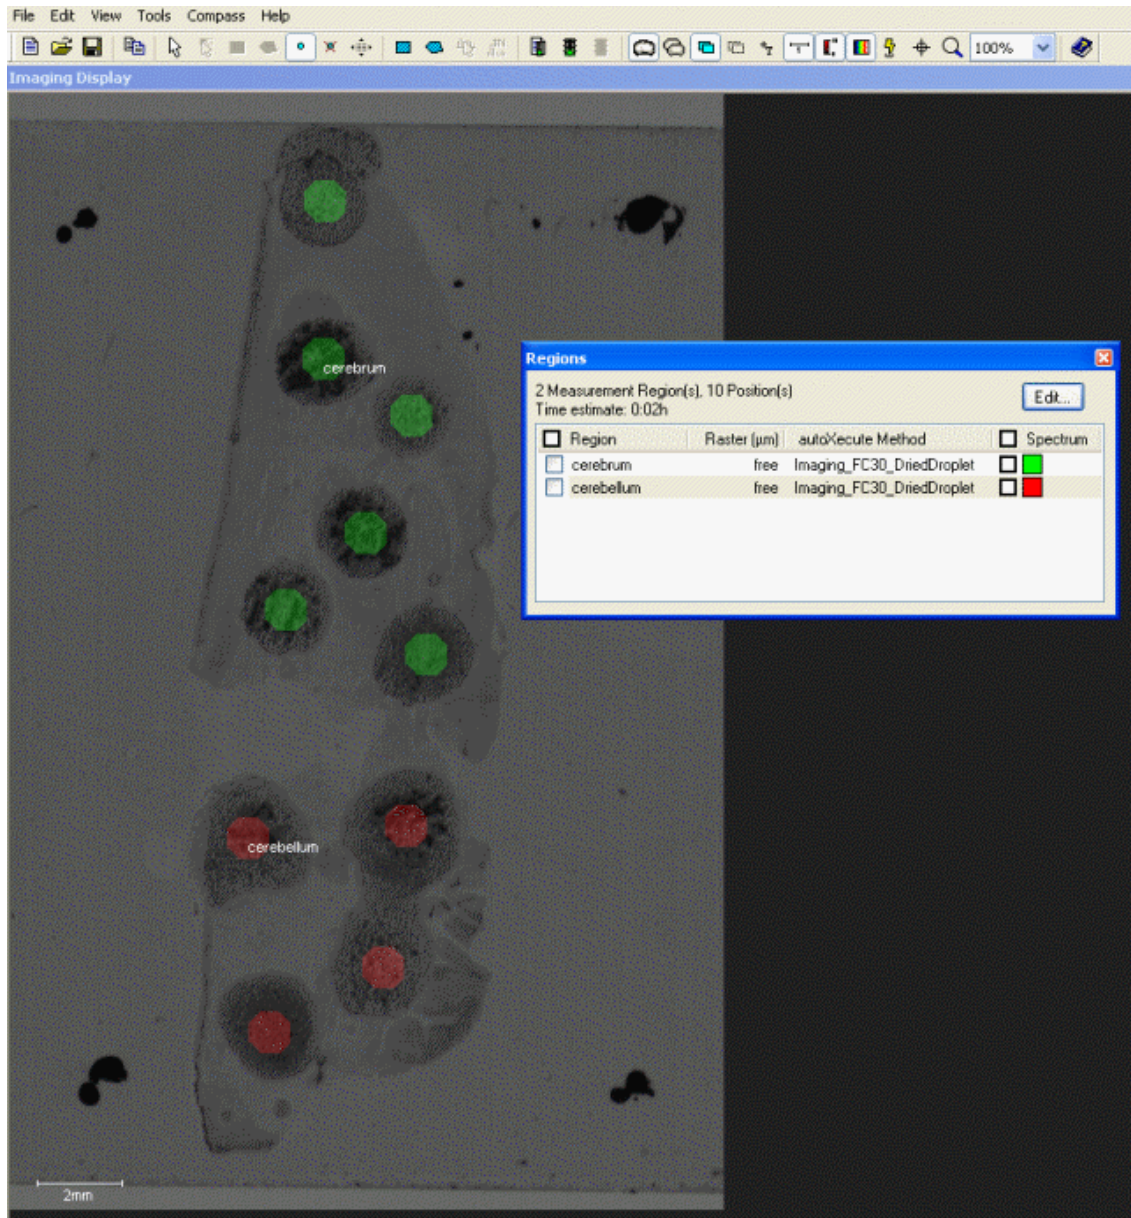 File Edit View Tools Compass Help
100%
Imaging Display
cerebrum
Regions
2 Measurement Region(s), 10 Position(s)
Time estimate: 0:02h
Edit...
Region Raster (µm) autoXecute Method Spectrum
cerebrum free Imaging_FC30_DriedDroplet
cerebellum free Imaging_FC30_DriedDroplet
cerebellum
2mm